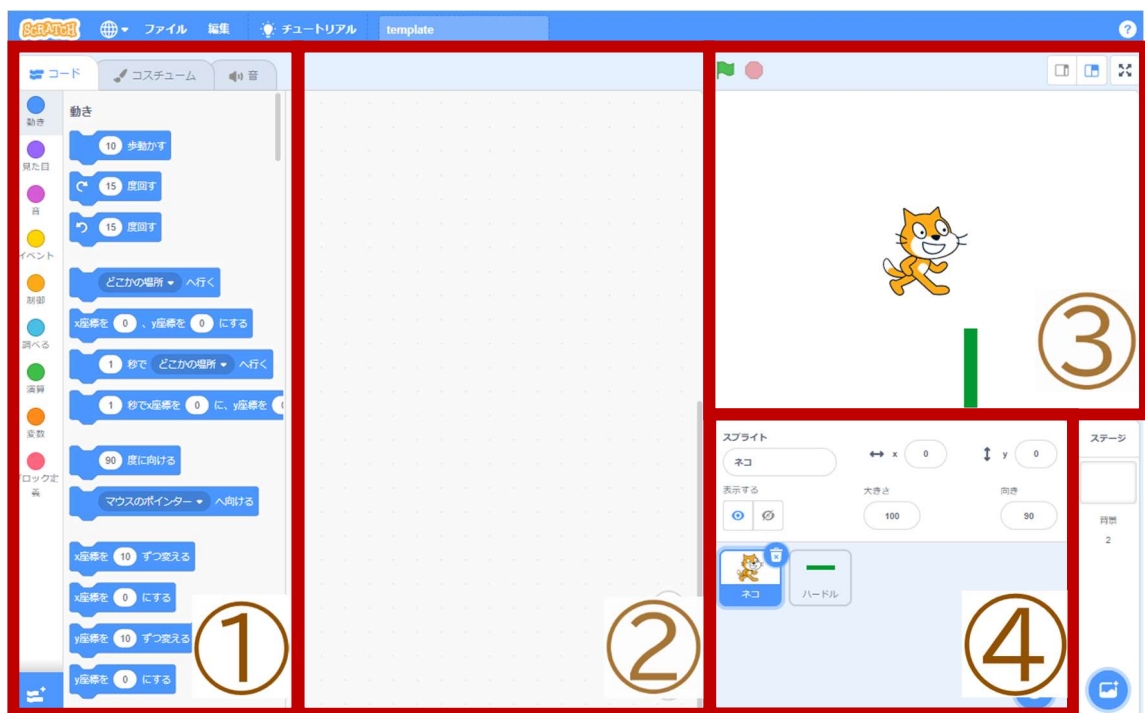 SCRATCH ファイル 編集 チュートリアル template ?
コード コスチューム 音
動き
見た目
音
イベント
制御
調べる
演算
変数
ブロック定
義
動き
10 歩動かす
15 度回す
15 度回す
どこかの場所 へ行く
x座標を 0 、y座標を 0 にする
1 秒で どこかの場所 へ行く
1 秒でx座標を 0 に、y座標を
90 度に向ける
マウスのポインター へ向ける
x座標を 10 ずつ変える
x座標を 0 にする
y座標を 10 ずつ変える
y座標を 0 にする
①
②
③
スプライト
ネコ
x 0 y 0
表示する 大きさ 向き
100 90
ネコ ハードル
④
ステージ
背景
2